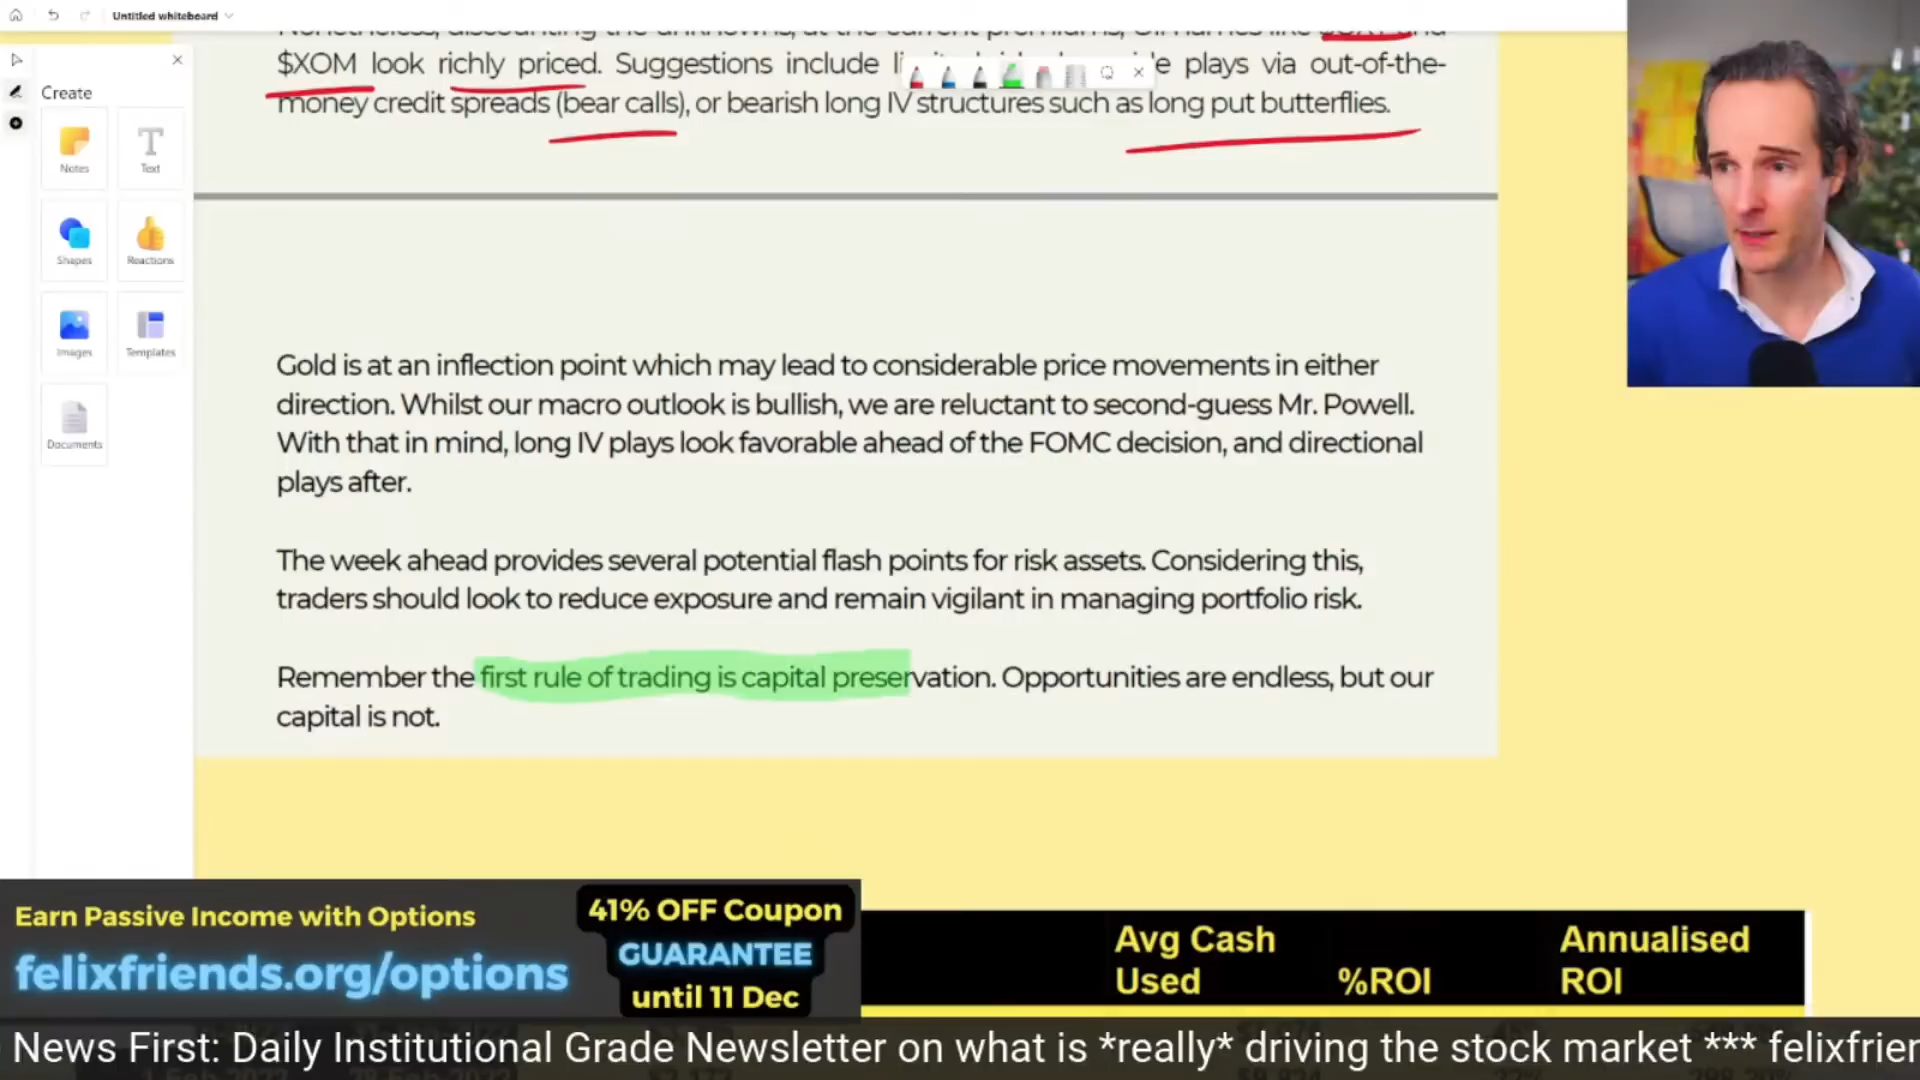 Untitled whiteboard
Create
Notes
Text
Shapes
Reactions
Images
Templates
Documents
Nonetheless, discounting the unknowns, at the current premiums,
$XOM look richly priced. Suggestions include plays via out-of-the-
money credit spreads (bear calls), or bearish long IV structures such as long put butterflies.
Gold is at an inflection point which may lead to considerable price movements in either
direction. Whilst our macro outlook is bullish, we are reluctant to second-guess Mr. Powell.
With that in mind, long IV plays look favorable ahead of the FOMC decision, and directional
plays after.
The week ahead provides several potential flash points for risk assets. Considering this,
traders should look to reduce exposure and remain vigilant in managing portfolio risk.
Remember the first rule of trading is capital preservation. Opportunities are endless, but our
capital is not.
Earn Passive Income with Options
felixfriends.org/options
41% OFF Coupon
GUARANTEE
until 11 Dec
Avg Cash
Used
%ROI
Annualised
ROI
News First: Daily Institutional Grade Newsletter on what is *really* driving the stock market *** felixfrier